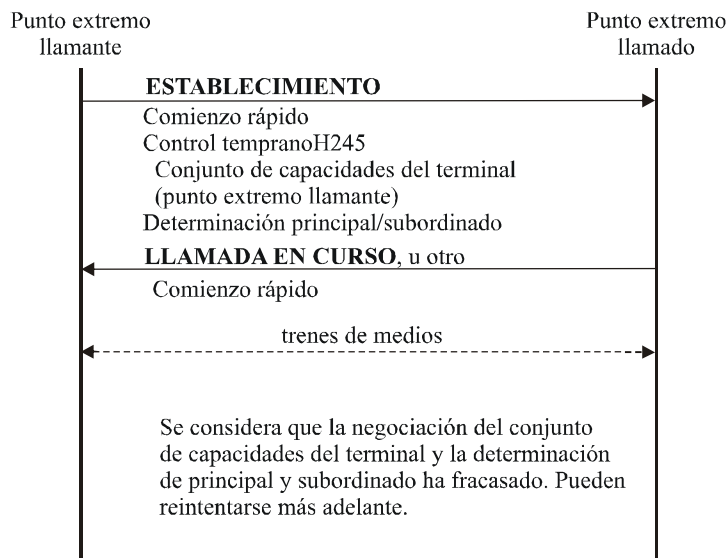 Punto extremo
llamante
Punto extremo
llamado
ESTABLECIMIENTO
Comienzo rápido
Control tempranoH245
Conjunto de capacidades del terminal
(punto extremo llamante)
Determinación principal/subordinado
LLAMADA EN CURSO, u otro
Comienzo rápido
trenes de medios
Se considera que la negociación del conjunto
de capacidades del terminal y la determinación
de principal y subordinado ha fracasado. Pueden
reintentarse más adelante.